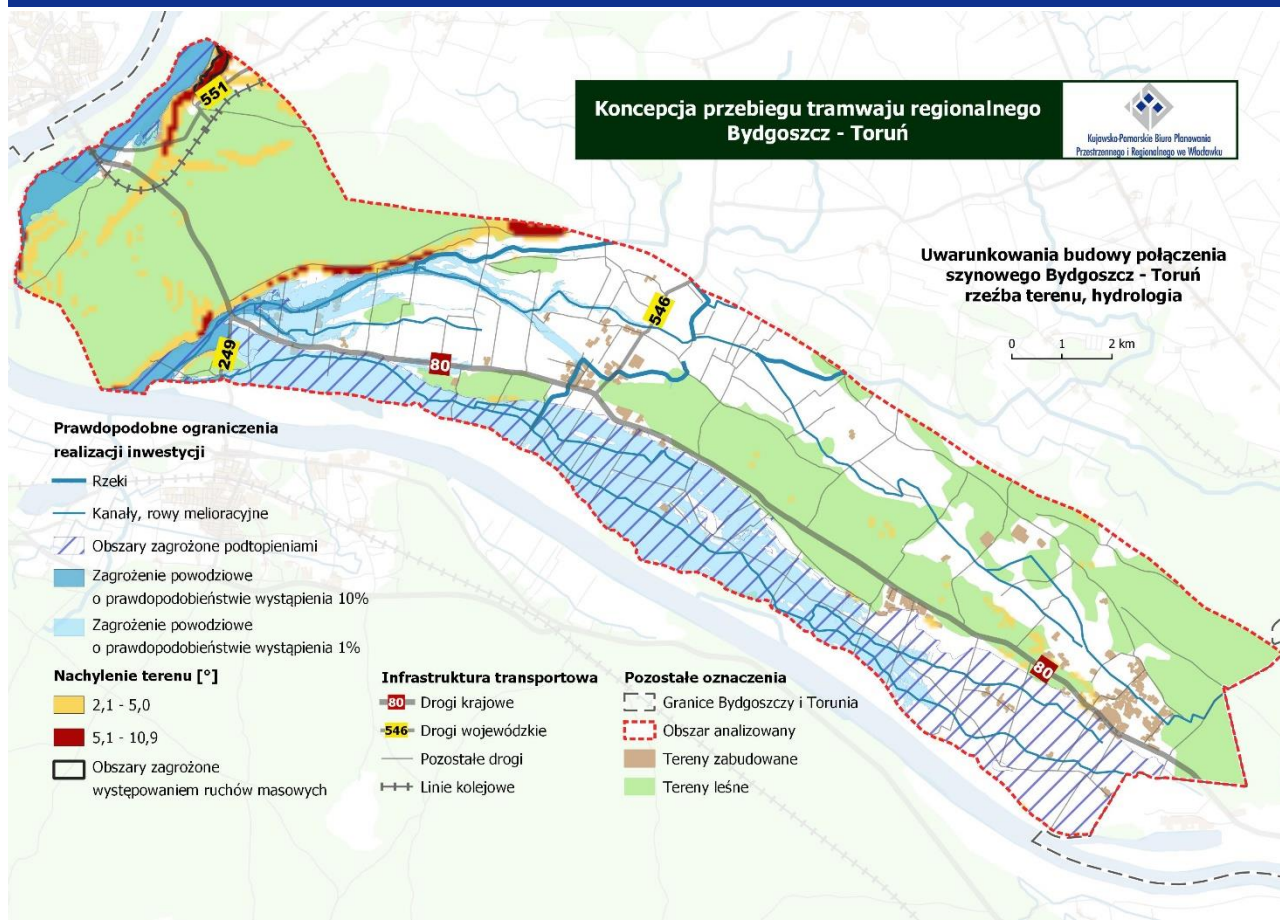 Koncepcja przebiegu tramwaju regionalnego
Bydgoszcz - Toruń
Kujawsko-Pomorskie Biuro Planowania
Przestrzennego i Regionalnego we Włocławku
551
Uwarunkowania budowy połączenia
szynowego Bydgoszcz - Toruń
rzeźba terenu, hydrologia
0 1 2 km
546
249
80
80
Prawdopodobne ograniczenia
realizacji inwestycji
Rzeki
Kanały, rowy melioracyjne
Obszary zagrożone podtopieniami
Zagrożenie powodziowe
o prawdopodobieństwie wystąpienia 10%
Zagrożenie powodziowe
o prawdopodobieństwie wystąpienia 1%
Nachylenie terenu [°]
2,1 - 5,0
5,1 - 10,9
Obszary zagrożone
występowaniem ruchów masowych
Infrastruktura transportowa
80 Drogi krajowe
546 Drogi wojewódzkie
Pozostałe drogi
Linie kolejowe
Pozostałe oznaczenia
Granice Bydgoszczy i Torunia
Obszar analizowany
Tereny zabudowane
Tereny leśne